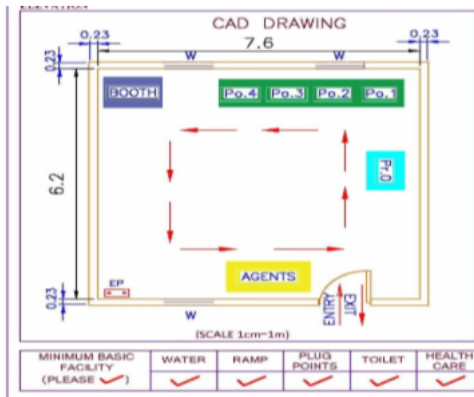 ELEVATION
CAD DRAWING
0.23 7.6 0.23
0.23 W W
BOOTH Po.4 Po.3 Po.2 Po.1
6.2
Pr.O
EP AGENTS
0.23 W ENTRY EXIT
(SCALE 1cm-1m)
MINIMUM BASIC FACILITY (PLEASE ✓) WATER RAMP PLUG POINTS TOILET HEALTH CARE
✓ ✓ ✓ ✓ ✓